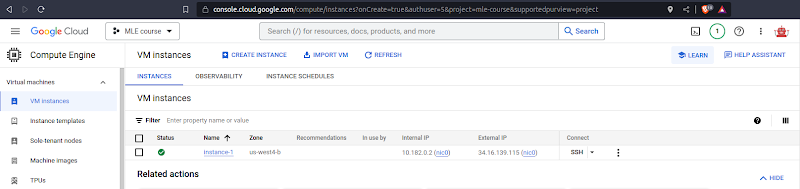 console.cloud.google.com/compute/instances?onCreate=true&authuser=5&project=mle-course&supportedpurview=project
Google Cloud MLE course Search (/) for resources, docs, products, and more Search 1
Compute Engine VM instances CREATE INSTANCE IMPORT VM REFRESH LEARN HELP ASSISTANT
Virtual machines INSTANCES OBSERVABILITY INSTANCE SCHEDULES
VM instances VM instances
Instance templates Filter Enter property name or value
Sole-tenant nodes Status Name Zone Recommendations In use by Internal IP External IP Connect
Machine images instance-1 us-west4-b 10.182.0.2 (nic0) 34.16.139.115 (nic0) SSH
TPUs Related actions HIDE